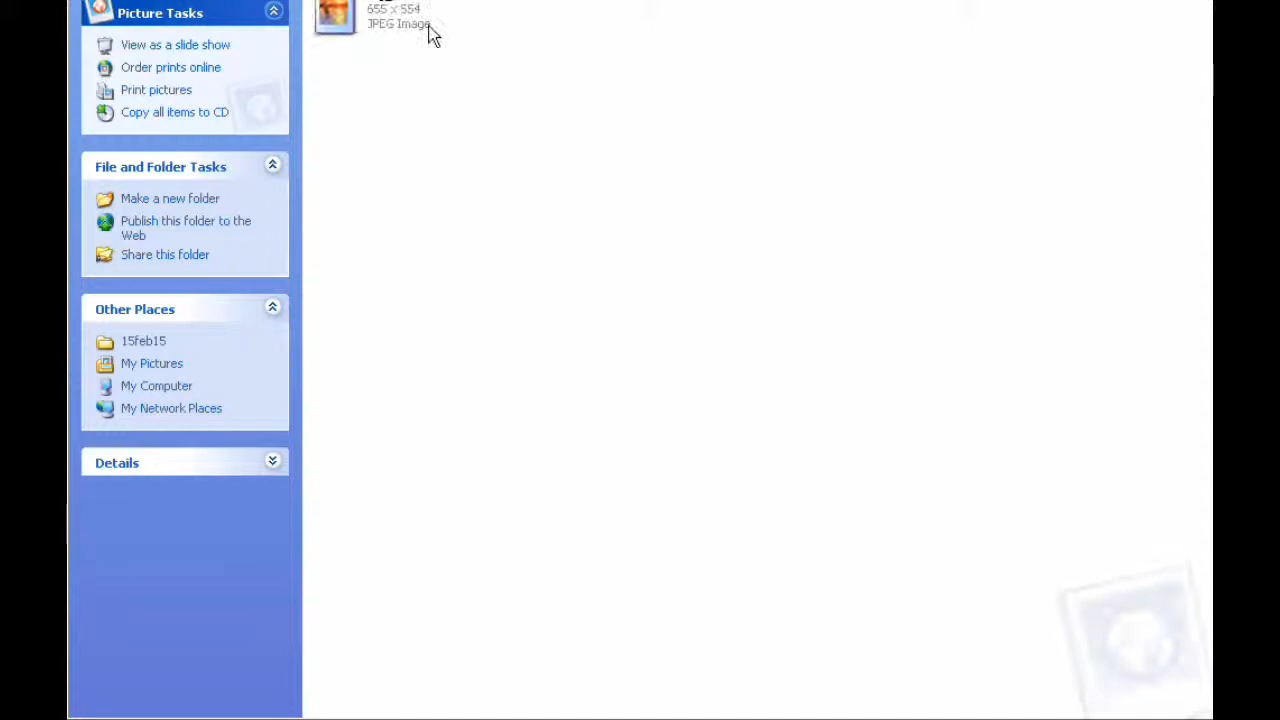 Picture Tasks
655 x 554
JPEG Image
View as a slide show
Order prints online
Print pictures
Copy all items to CD
File and Folder Tasks
Make a new folder
Publish this folder to the
Web
Share this folder
Other Places
15feb15
My Pictures
My Computer
My Network Places
Details